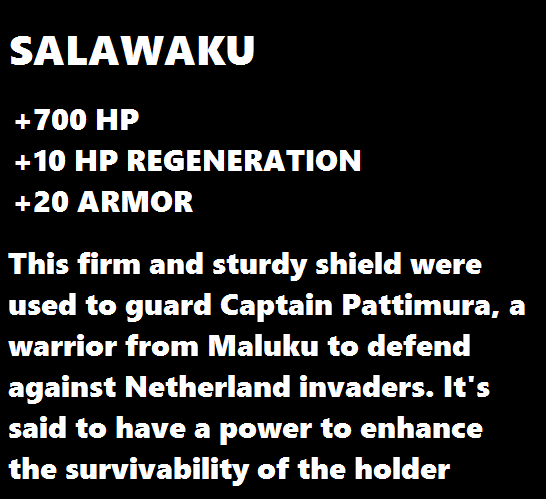 SALAWAKU
+700 HP
+10 HP REGENERATION
+20 ARMOR
This firm and sturdy shield were
used to guard Captain Pattimura, a
warrior from Maluku to defend
against Netherland invaders. It's
said to have a power to enhance
the survivability of the holder